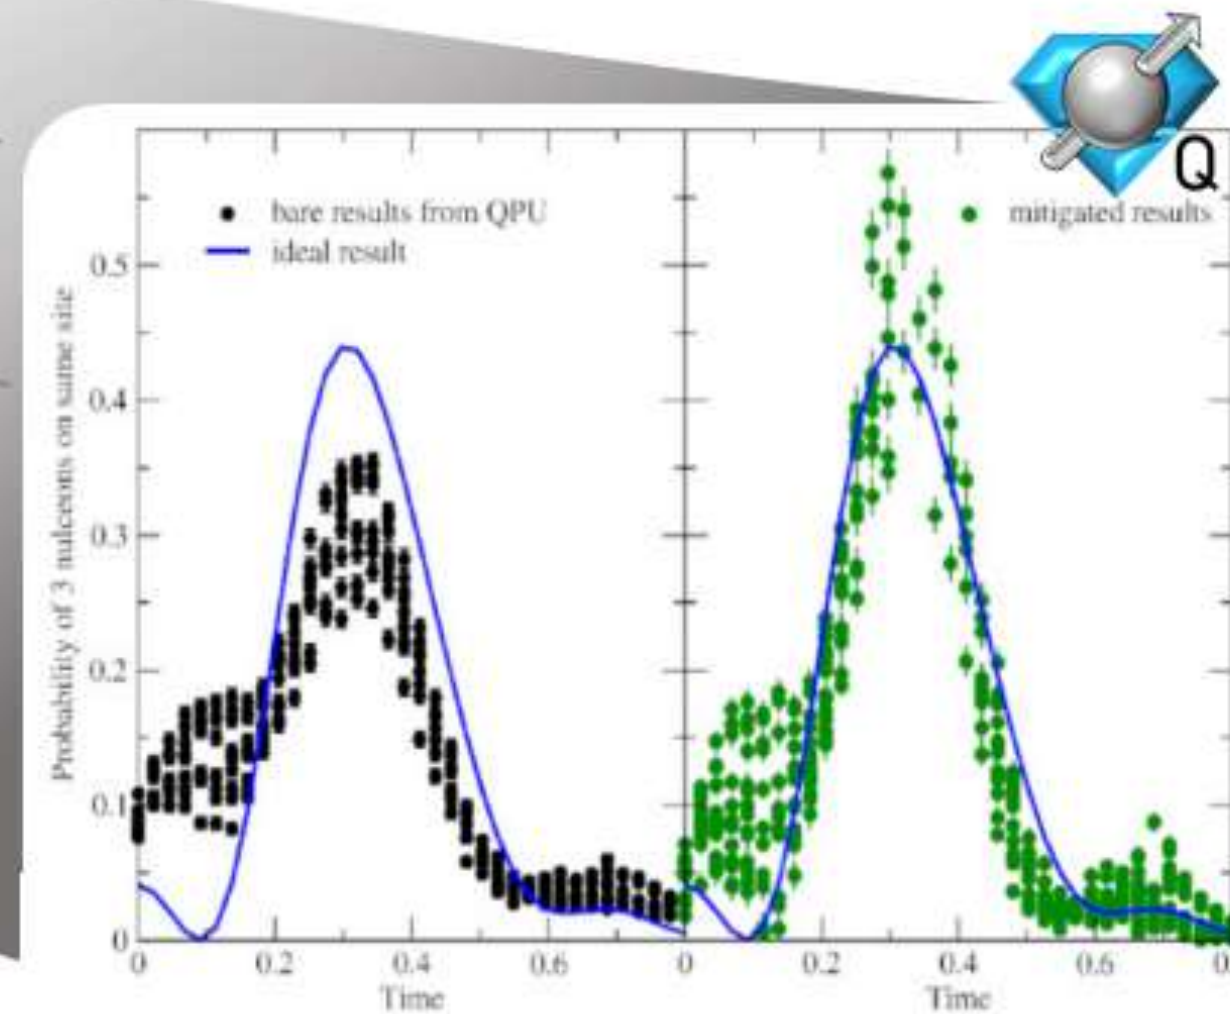 Q
bare results from QPU
ideal result
mitigated results
Probability of 3 nulceons on same site
0.5
0.4
0.3
0.2
0.1
0
0 0.2 0.4 0.6 0 0.2 0.4 0.6 0
Time Time